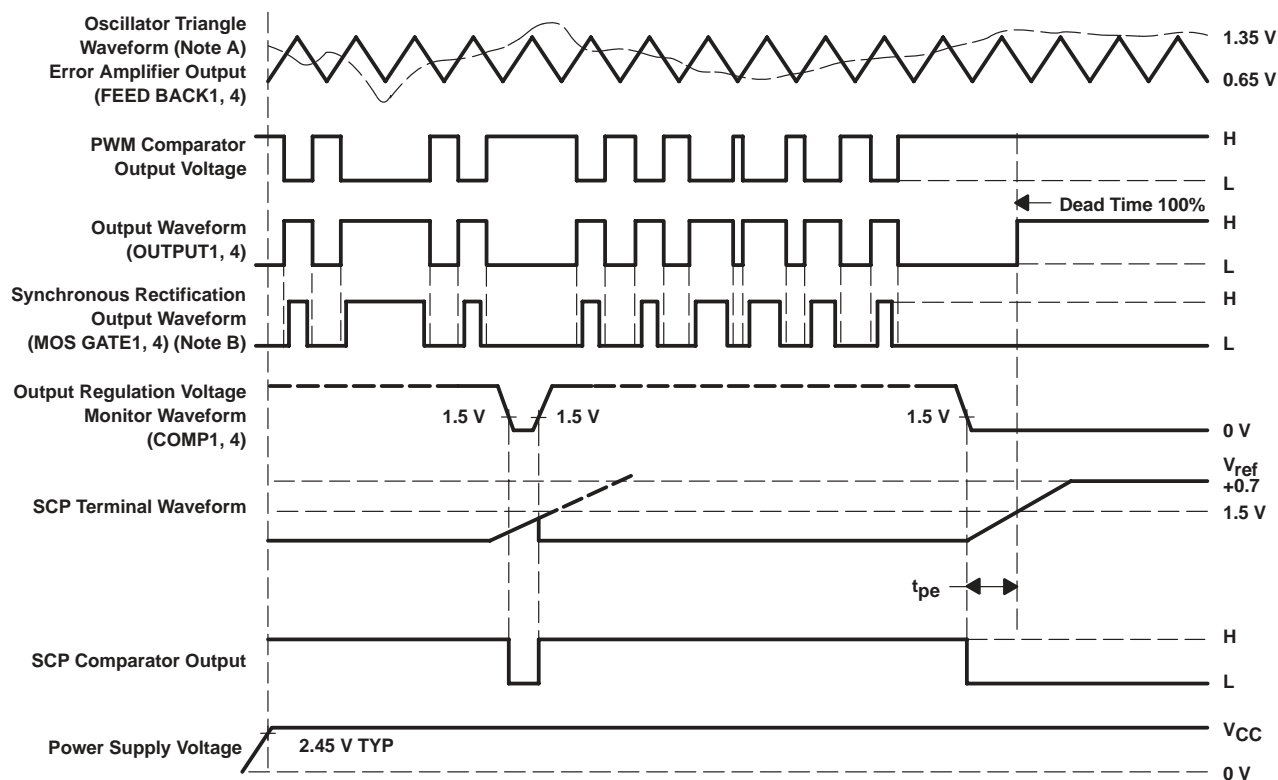 Oscillator Triangle
Waveform (Note A)
Error Amplifier Output
(FEED BACK1, 4)
1.35 V
0.65 V
PWM Comparator
Output Voltage
H
L
Dead Time 100%
Output Waveform
(OUTPUT1, 4)
H
L
Synchronous Rectification
Output Waveform
(MOS GATE1, 4) (Note B)
H
L
Output Regulation Voltage
Monitor Waveform
(COMP1, 4)
1.5 V
1.5 V
1.5 V
0 V
SCP Terminal Waveform
Vref
+0.7
1.5 V
tpe
SCP Comparator Output
H
L
Power Supply Voltage
2.45 V TYP
VCC
0 V